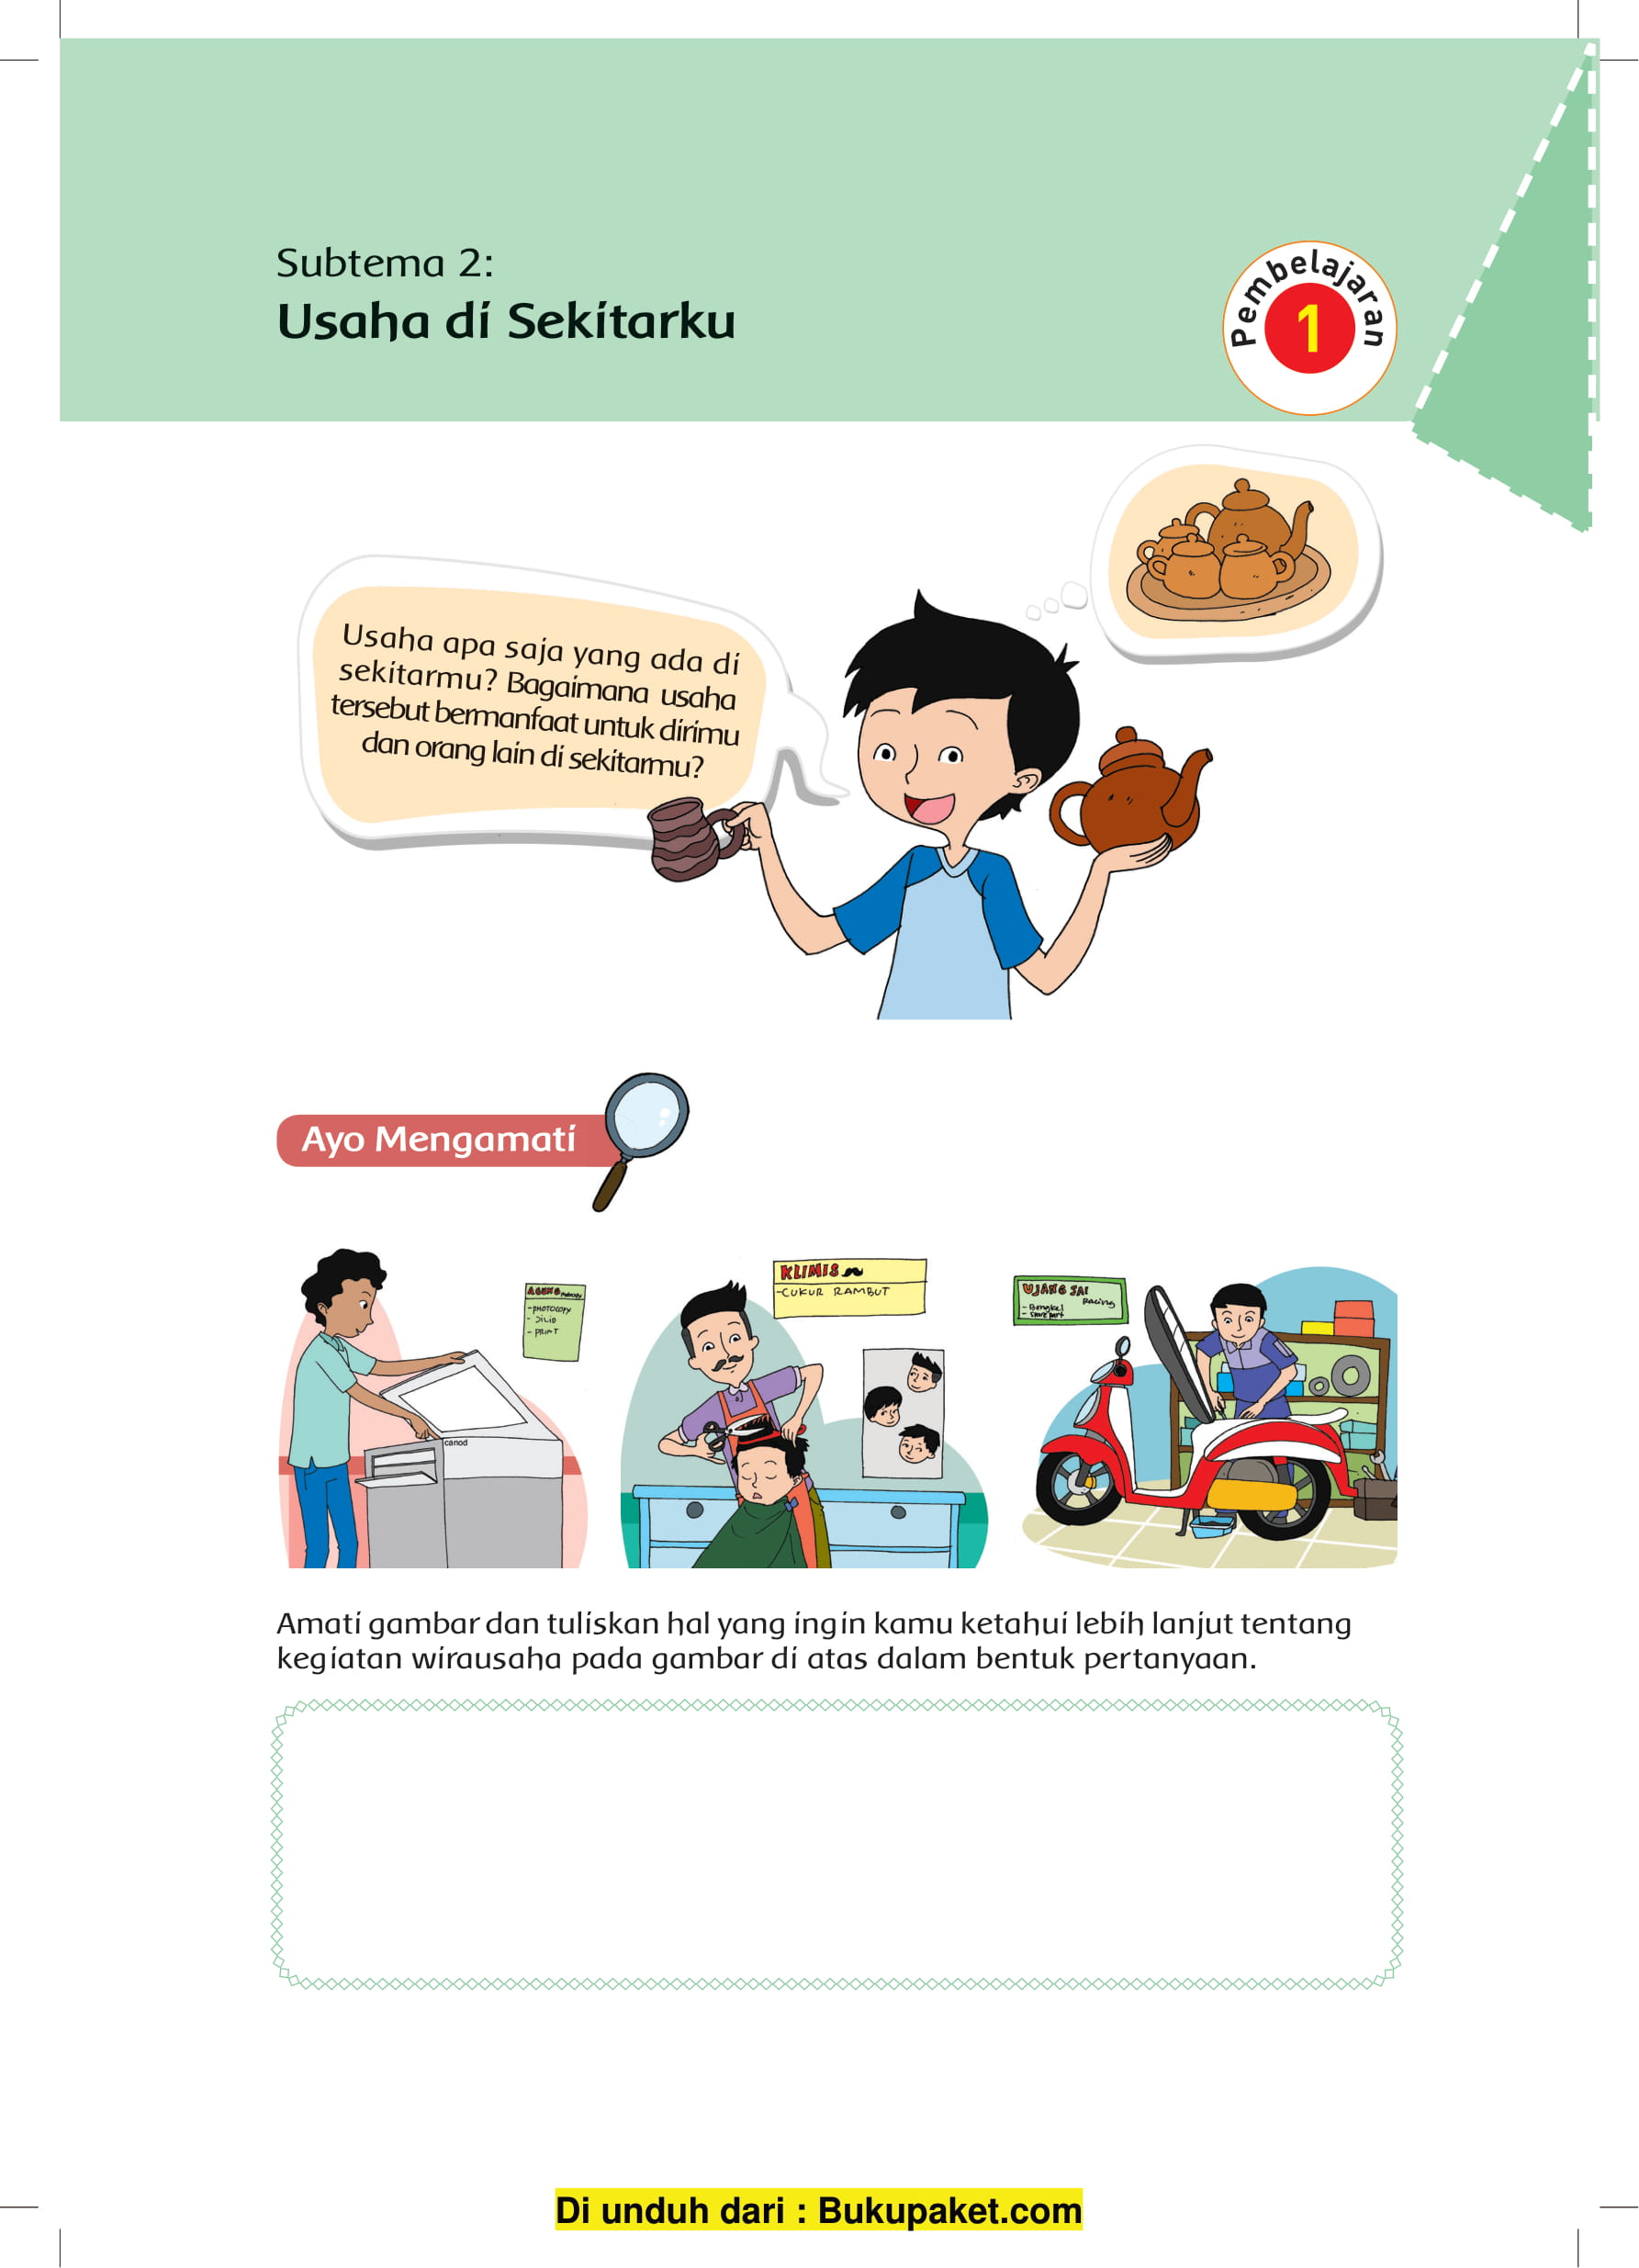 Subtema 2:
Usaha di Sekitarku
Pembelajaran
1
Usaha apa saja yang ada di
sekitarmu? Bagaimana usaha
tersebut bermanfaat untuk dirimu
dan orang lain di sekitarmu?
Ayo Mengamati
AGUNG Photocopy
-PHOTOCOPY
- JILID
- PRINT
canod
KLIMIS
-CUKUR RAMBUT
UJANG JAI
Racing
- Bengkel
- Spare part
Amati gambar dan tuliskan hal yang ingin kamu ketahui lebih lanjut tentang
kegiatan wirausaha pada gambar di atas dalam bentuk pertanyaan.
Di unduh dari : Bukupaket.com